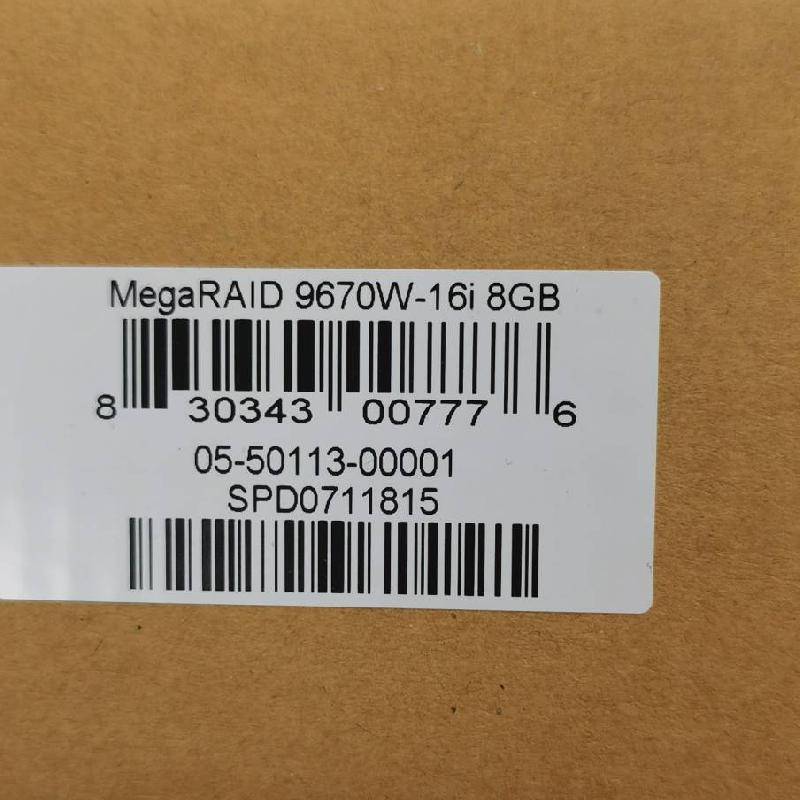 MegaRAID 9670W-16i 8GB
8 30343 00777 6
05-50113-00001
SPD0711815